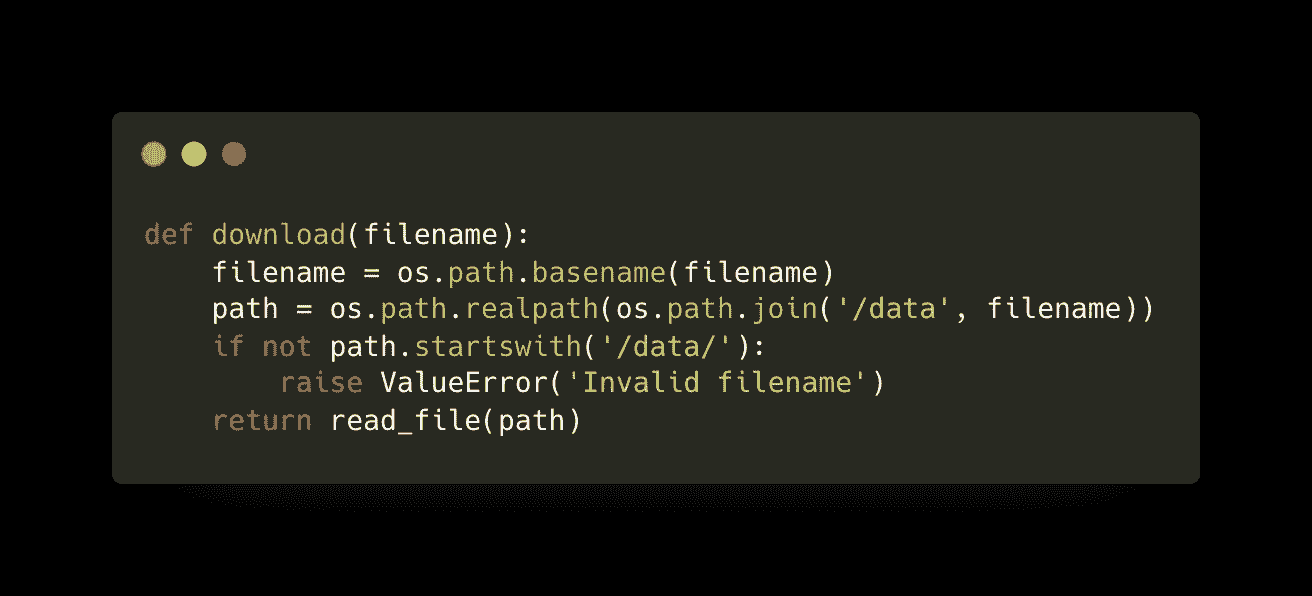 def download(filename):
    filename = os.path.basename(filename)
    path = os.path.realpath(os.path.join('/data', filename))
    if not path.startswith('/data/'):
        raise ValueError('Invalid filename')
    return read_file(path)